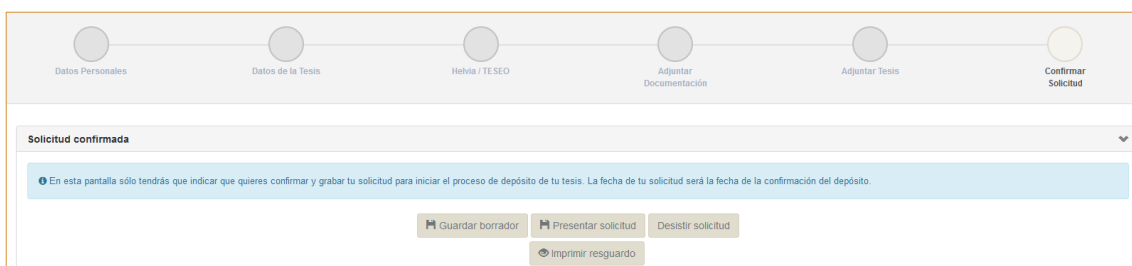 Datos Personales
Datos de la Tesis
Helvia / TESEO
Adjuntar
Documentación
Adjuntar Tesis
Confirmar
Solicitud
Solicitud confirmada
En esta pantalla sólo tendrás que indicar que quieres confirmar y grabar tu solicitud para iniciar el proceso de depósito de tu tesis. La fecha de tu solicitud será la fecha de la confirmación del depósito.
Guardar borrador
Presentar solicitud
Desistir solicitud
Imprimir resguardo